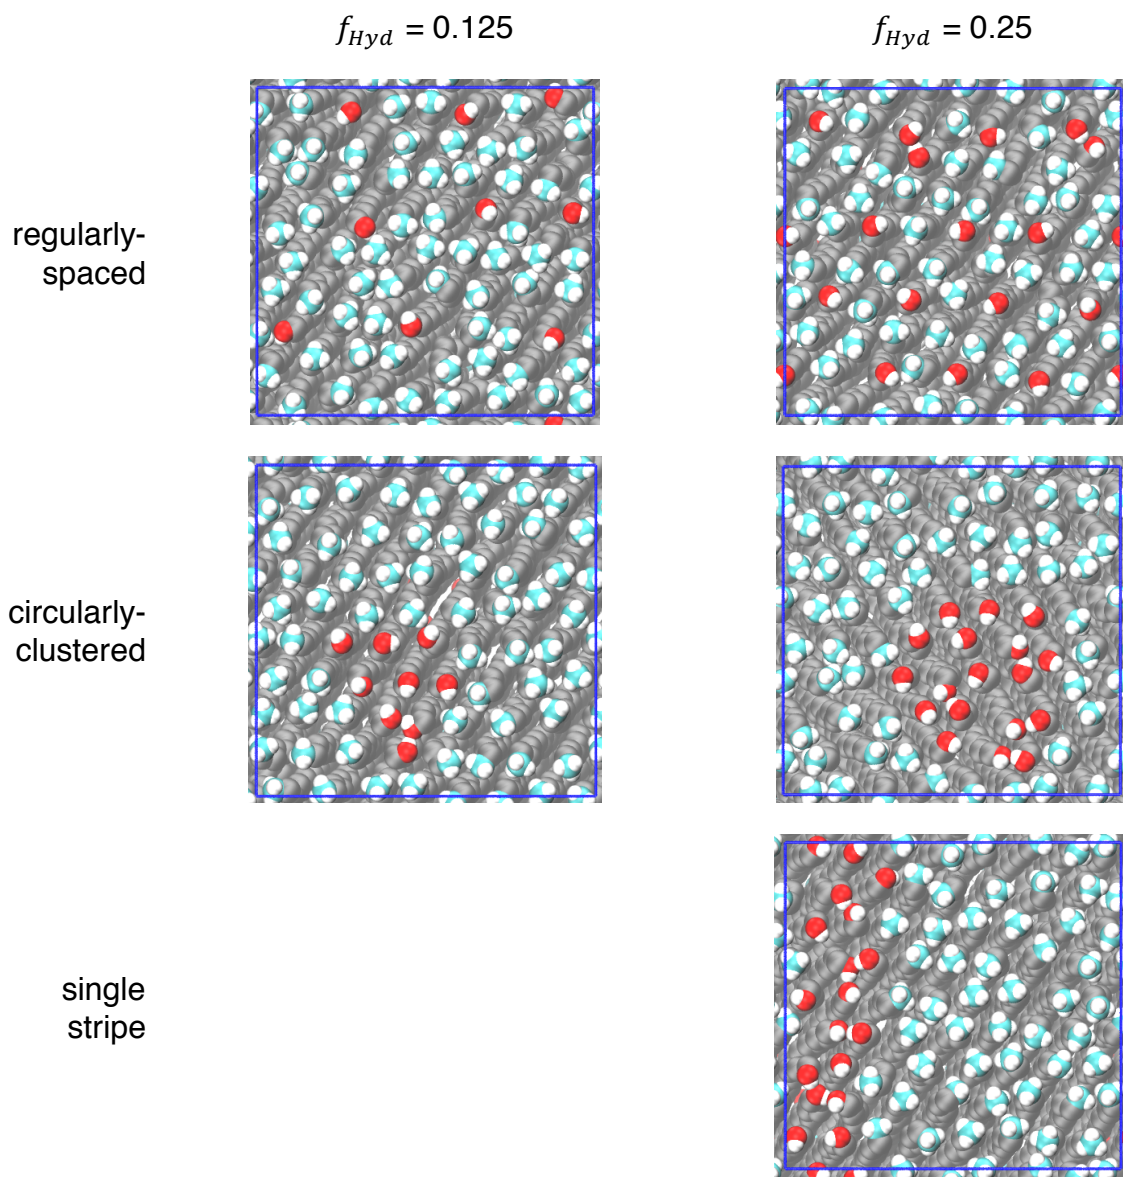 f_Hyd = 0.125
f_Hyd = 0.25
regularly-
spaced
circularly-
clustered
single
stripe